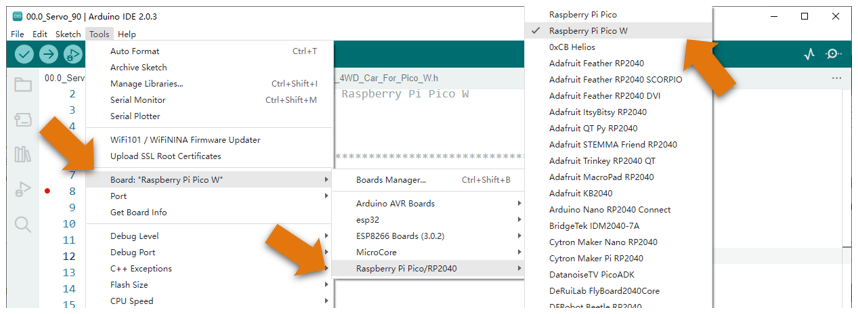 00.0_Servo_90 | Arduino IDE 2.0.3
File Edit Sketch Tools Help
00.0_Serv
_4WD_Car_For_Pico_W.h
2
Raspberry Pi Pico W
3
4
7
8
9
10
11
12
13
14
15
Auto Format Ctrl+T
Archive Sketch
Manage Libraries... Ctrl+Shift+I
Serial Monitor Ctrl+Shift+M
Serial Plotter
WiFi101 / WiFiNINA Firmware Updater
Upload SSL Root Certificates
Board: "Raspberry Pi Pico W"
Port
Get Board Info
Debug Level
Debug Port
C++ Exceptions
Flash Size
CPU Speed
Boards Manager... Ctrl+Shift+B
Arduino AVR Boards
esp32
ESP8266 Boards (3.0.2)
MicroCore
Raspberry Pi Pico/RP2040
Raspberry Pi Pico
Raspberry Pi Pico W
0xCB Helios
Adafruit Feather RP2040
Adafruit Feather RP2040 SCORPIO
Adafruit Feather RP2040 DVI
Adafruit ItsyBitsy RP2040
Adafruit QT Py RP2040
Adafruit STEMMA Friend RP2040
Adafruit Trinkey RP2040 QT
Adafruit MacroPad RP2040
Adafruit KB2040
Arduino Nano RP2040 Connect
BridgeTek IDM2040-7A
Cytron Maker Nano RP2040
Cytron Maker Pi RP2040
DatanoiseTV PicoADK
DeRuiLab FlyBoard2040Core
DFRobot Beetle RP2040